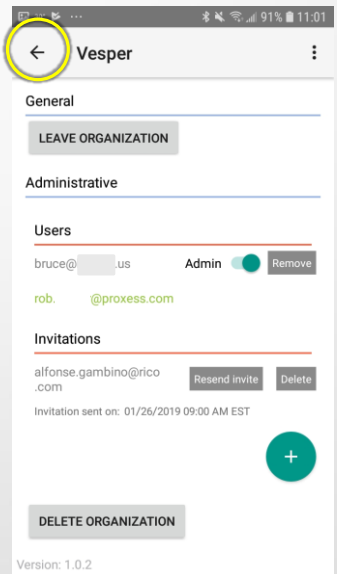 91% 11:01
Vesper
General
LEAVE ORGANIZATION
Administrative
Users
bruce@ .us Admin Remove
rob. @proxess.com
Invitations
alfonse.gambino@rico
.com Resend invite Delete
Invitation sent on: 01/26/2019 09:00 AM EST
+
DELETE ORGANIZATION
Version: 1.0.2